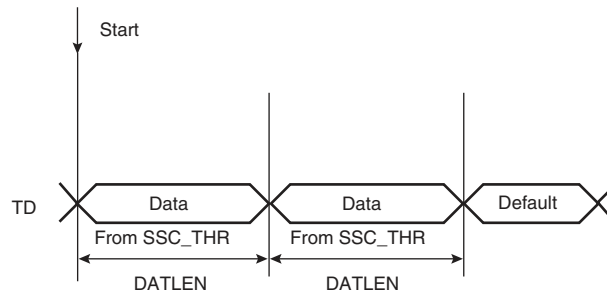 Start
TD
Data
Data
Default
From SSC_THR
From SSC_THR
DATLEN
DATLEN